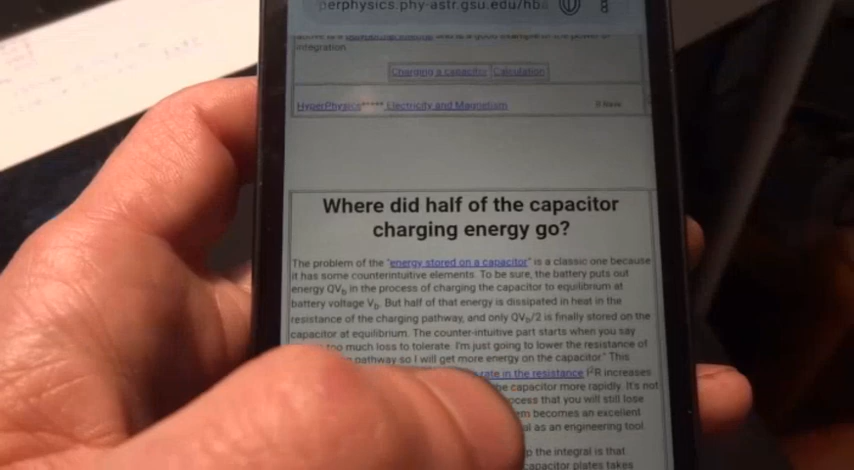 erphysics.phy-astr.gsu.edu/hba
integration.
Charging a capacitor Calculation
HyperPhysics***** Electricity and Magnetism
Where did half of the capacitor
charging energy go?
The problem of the "energy stored on a capacitor" is a classic one because
it has some counterintuitive elements. To be sure, the battery puts out
energy QVb in the process of charging the capacitor to equilibrium at
battery voltage Vb. But half of that energy is dissipated in heat in the
resistance of the charging pathway, and only QVb/2 is finally stored on the
capacitor at equilibrium. The counter-intuitive part starts when you say
too much loss to tolerate. I'm just going to lower the resistance of
pathway so I will get more energy on the capacitor." This
rate in the resistance I²R increases
he capacitor more rapidly. It's not
ocess that you will still lose
em becomes an excellent
al as an engineering tool
p the integral is that
capacitor plates takes